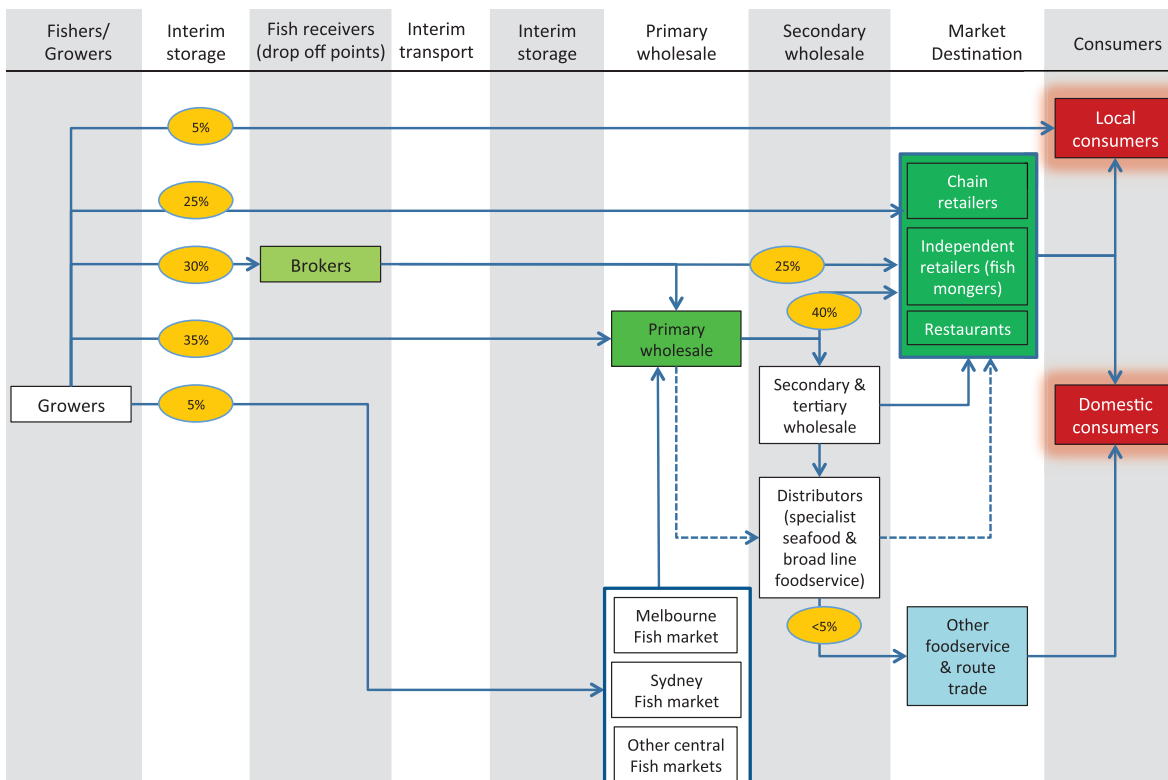 Fishers/
Growers
Interim
storage
Fish receivers
(drop off points)
Interim
transport
Interim
storage
Primary
wholesale
Secondary
wholesale
Market
Destination
Consumers
5%
Local
consumers
25%
Chain
retailers
30%
Brokers
25%
Independent
retailers (fish
mongers)
40%
35%
Primary
wholesale
Restaurants
Growers
5%
Secondary &
tertiary
wholesale
Domestic
consumers
Distributors
(specialist
seafood &
broad line
foodservice)
<5%
Melbourne
Fish market
Other
foodservice
& route
trade
Sydney
Fish market
Other central
Fish markets